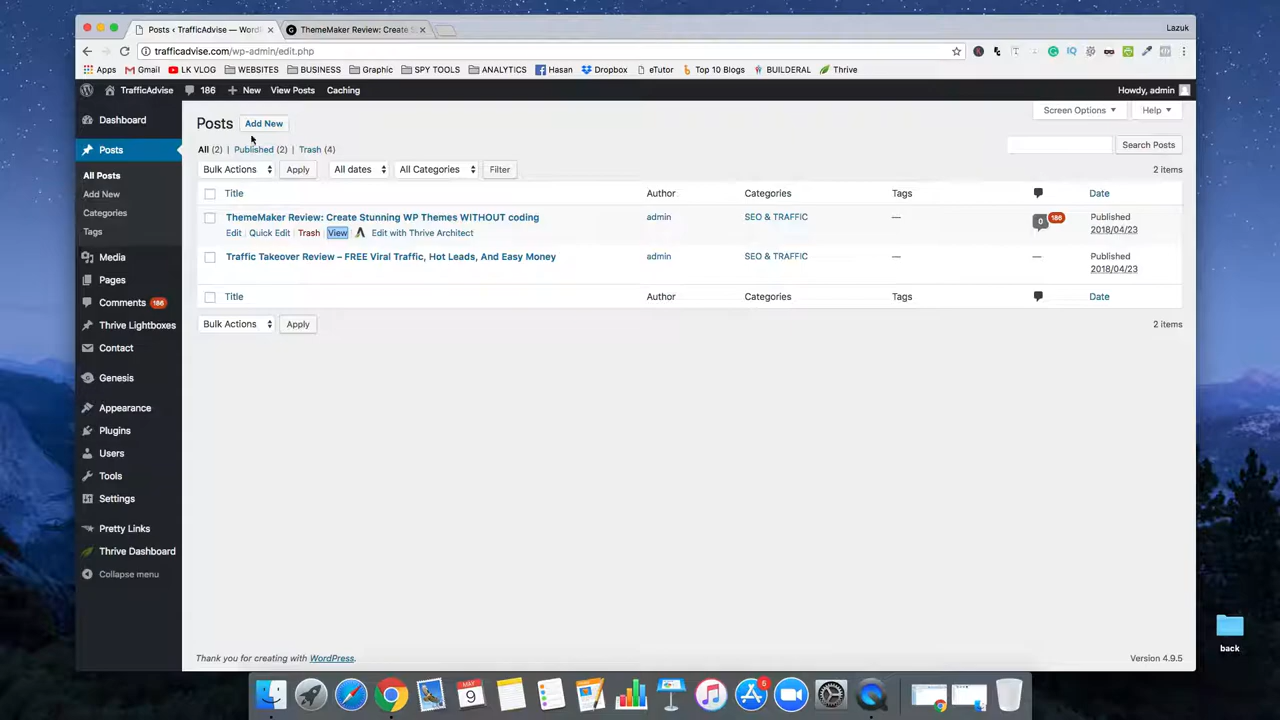 Posts ‹ TrafficAdvise — Word
ThemeMaker Review: Create S
Lazuk
trafficadvise.com/wp-admin/edit.php
Apps Gmail LK VLOG WEBSITES BUSINESS Graphic SPY TOOLS ANALYTICS Hasan Dropbox eTutor Top 10 Blogs BUILDERAL Thrive
TrafficAdvise 186 New View Posts Caching Howdy, admin
Dashboard
Posts
All Posts
Add New
Categories
Tags
Media
Pages
Comments 186
Thrive Lightboxes
Contact
Genesis
Appearance
Plugins
Users
Tools
Settings
Pretty Links
Thrive Dashboard
Collapse menu
Screen Options Help
Posts Add New
All (2) | Published (2) | Trash (4)
Search Posts
Bulk Actions Apply All dates All Categories Filter
2 items
Title Author Categories Tags Date
ThemeMaker Review: Create Stunning WP Themes WITHOUT coding admin SEO & TRAFFIC — 0 186 Published
Edit | Quick Edit | Trash | View | Edit with Thrive Architect 2018/04/23
Traffic Takeover Review – FREE Viral Traffic, Hot Leads, And Easy Money admin SEO & TRAFFIC — — Published
2018/04/23
Title Author Categories Tags Date
Bulk Actions Apply
2 items
Thank you for creating with WordPress.
Version 4.9.5
back
MAY
9
6